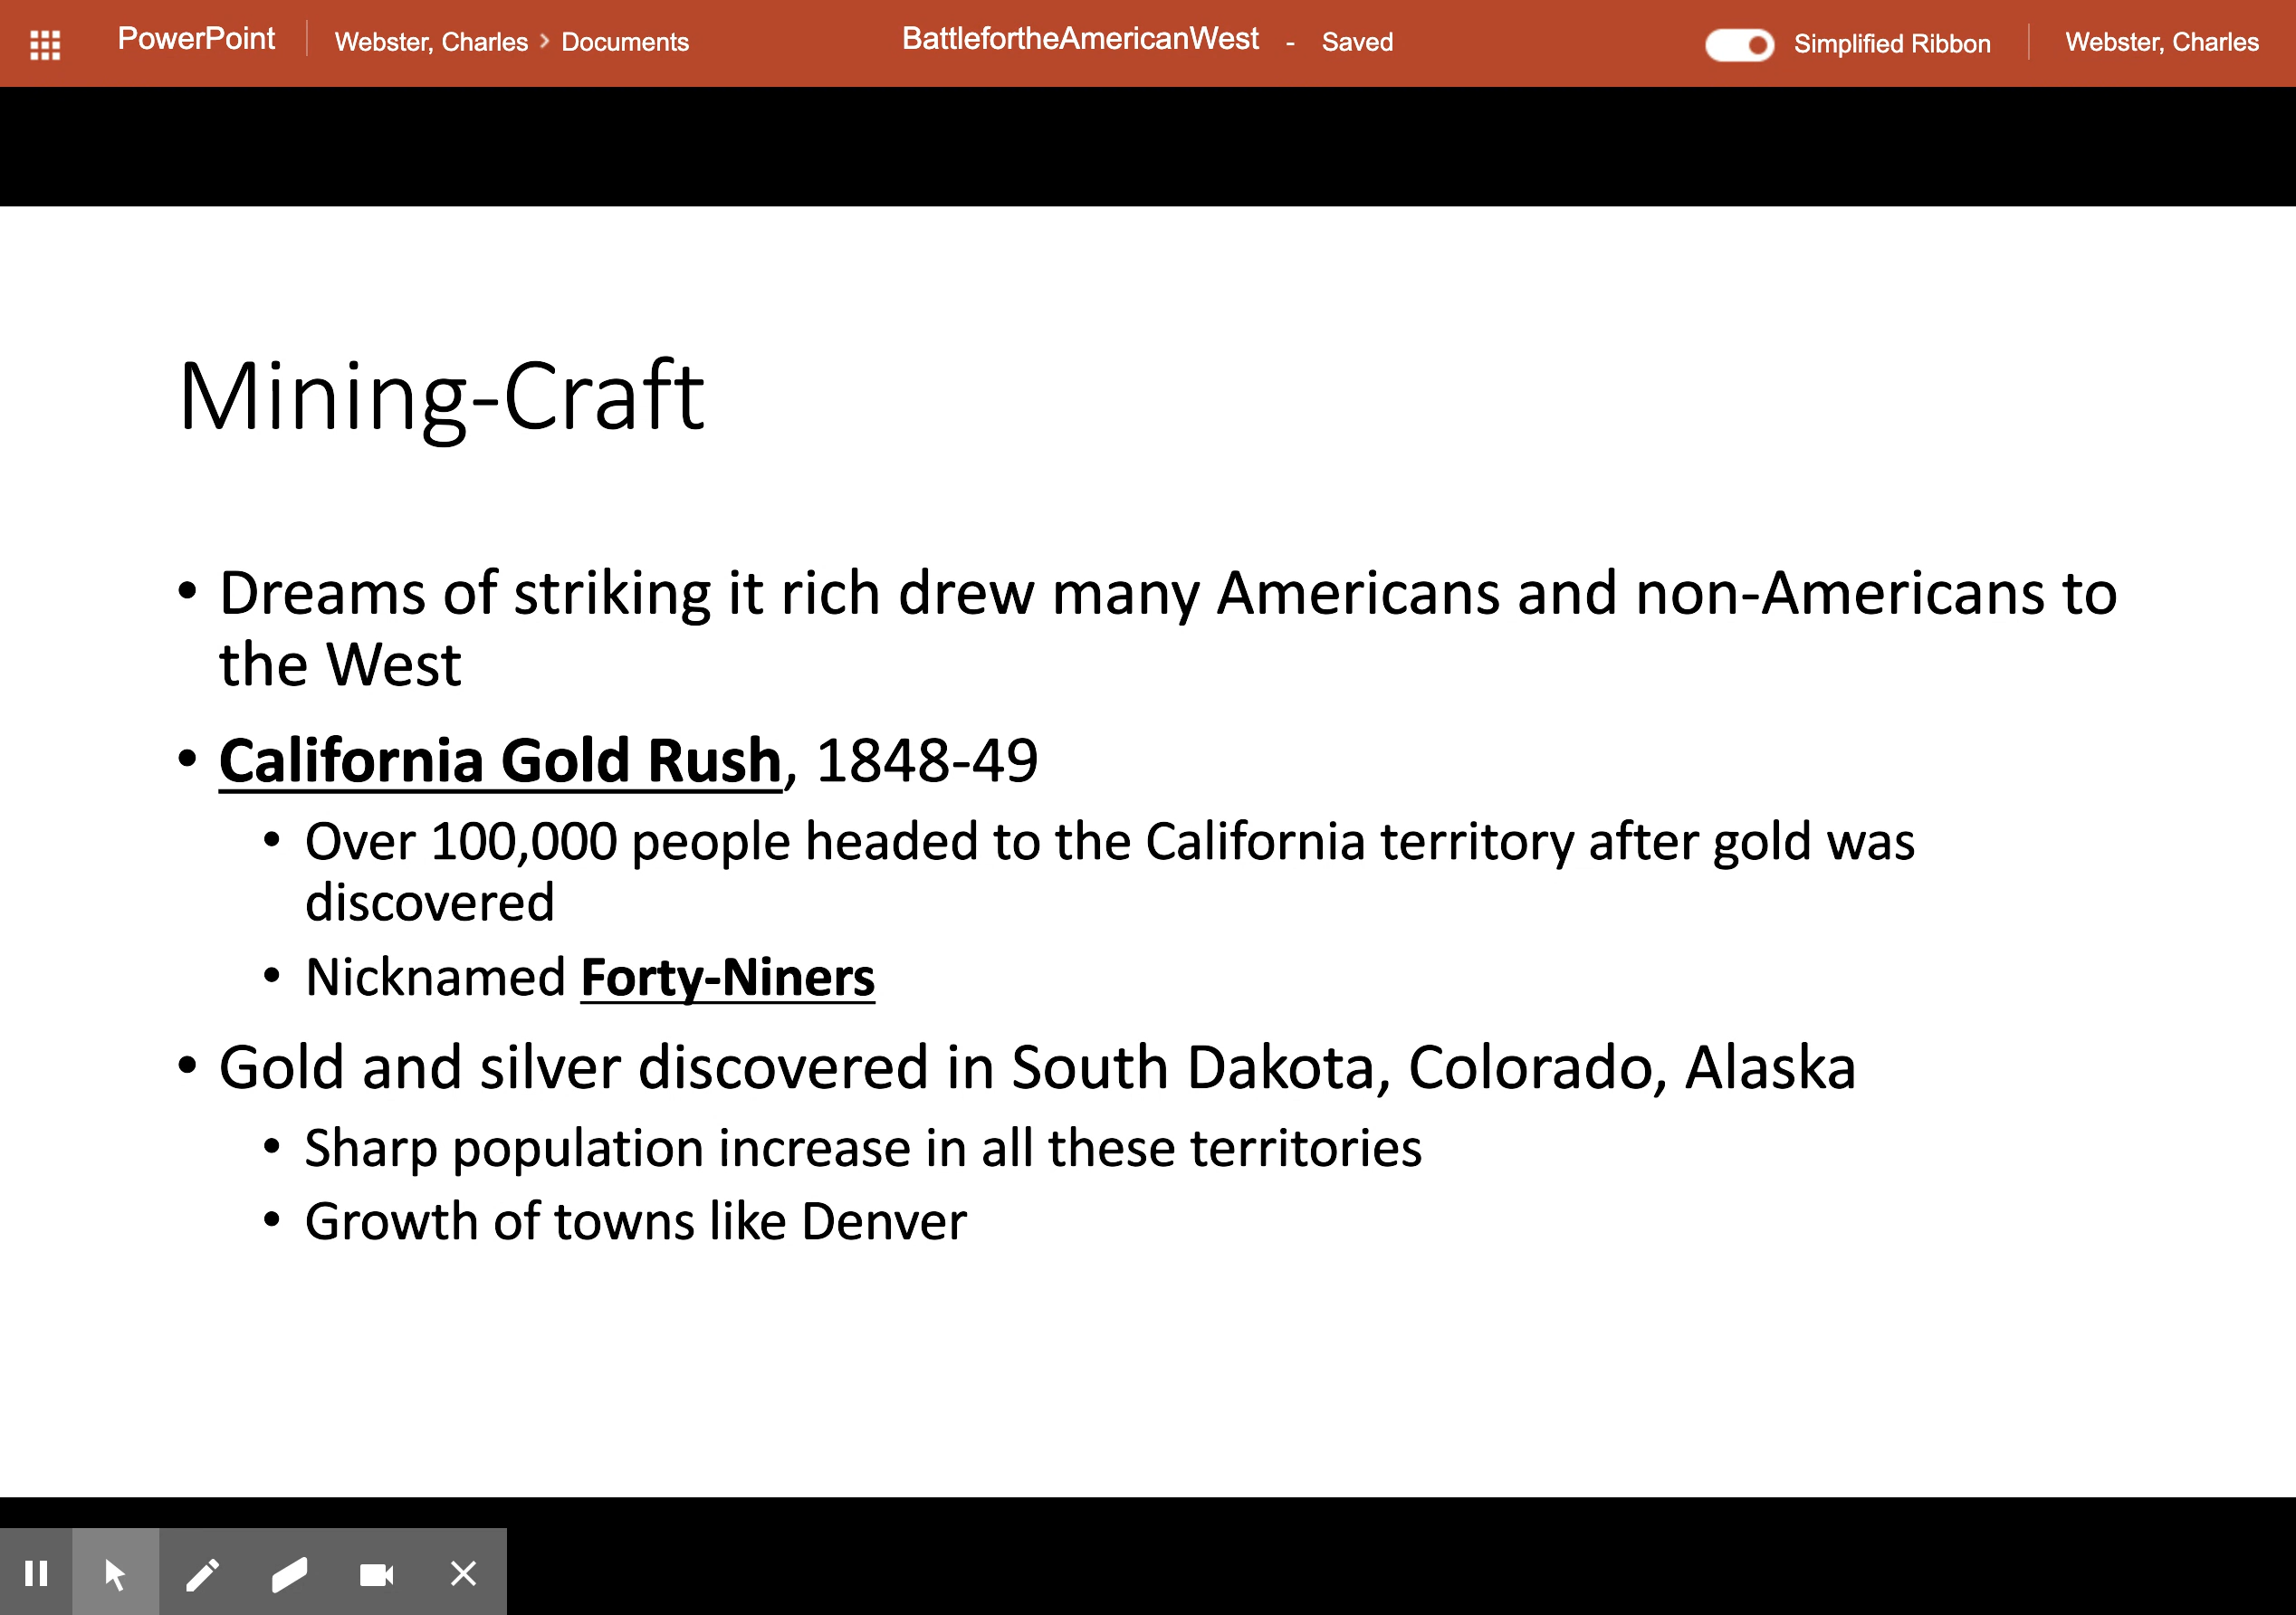 PowerPoint Webster, Charles > Documents BattlefortheAmericanWest - Saved Simplified Ribbon Webster, Charles
Mining-Craft
• Dreams of striking it rich drew many Americans and non-Americans to
the West
• California Gold Rush, 1848-49
• Over 100,000 people headed to the California territory after gold was
discovered
• Nicknamed Forty-Niners
• Gold and silver discovered in South Dakota, Colorado, Alaska
• Sharp population increase in all these territories
• Growth of towns like Denver